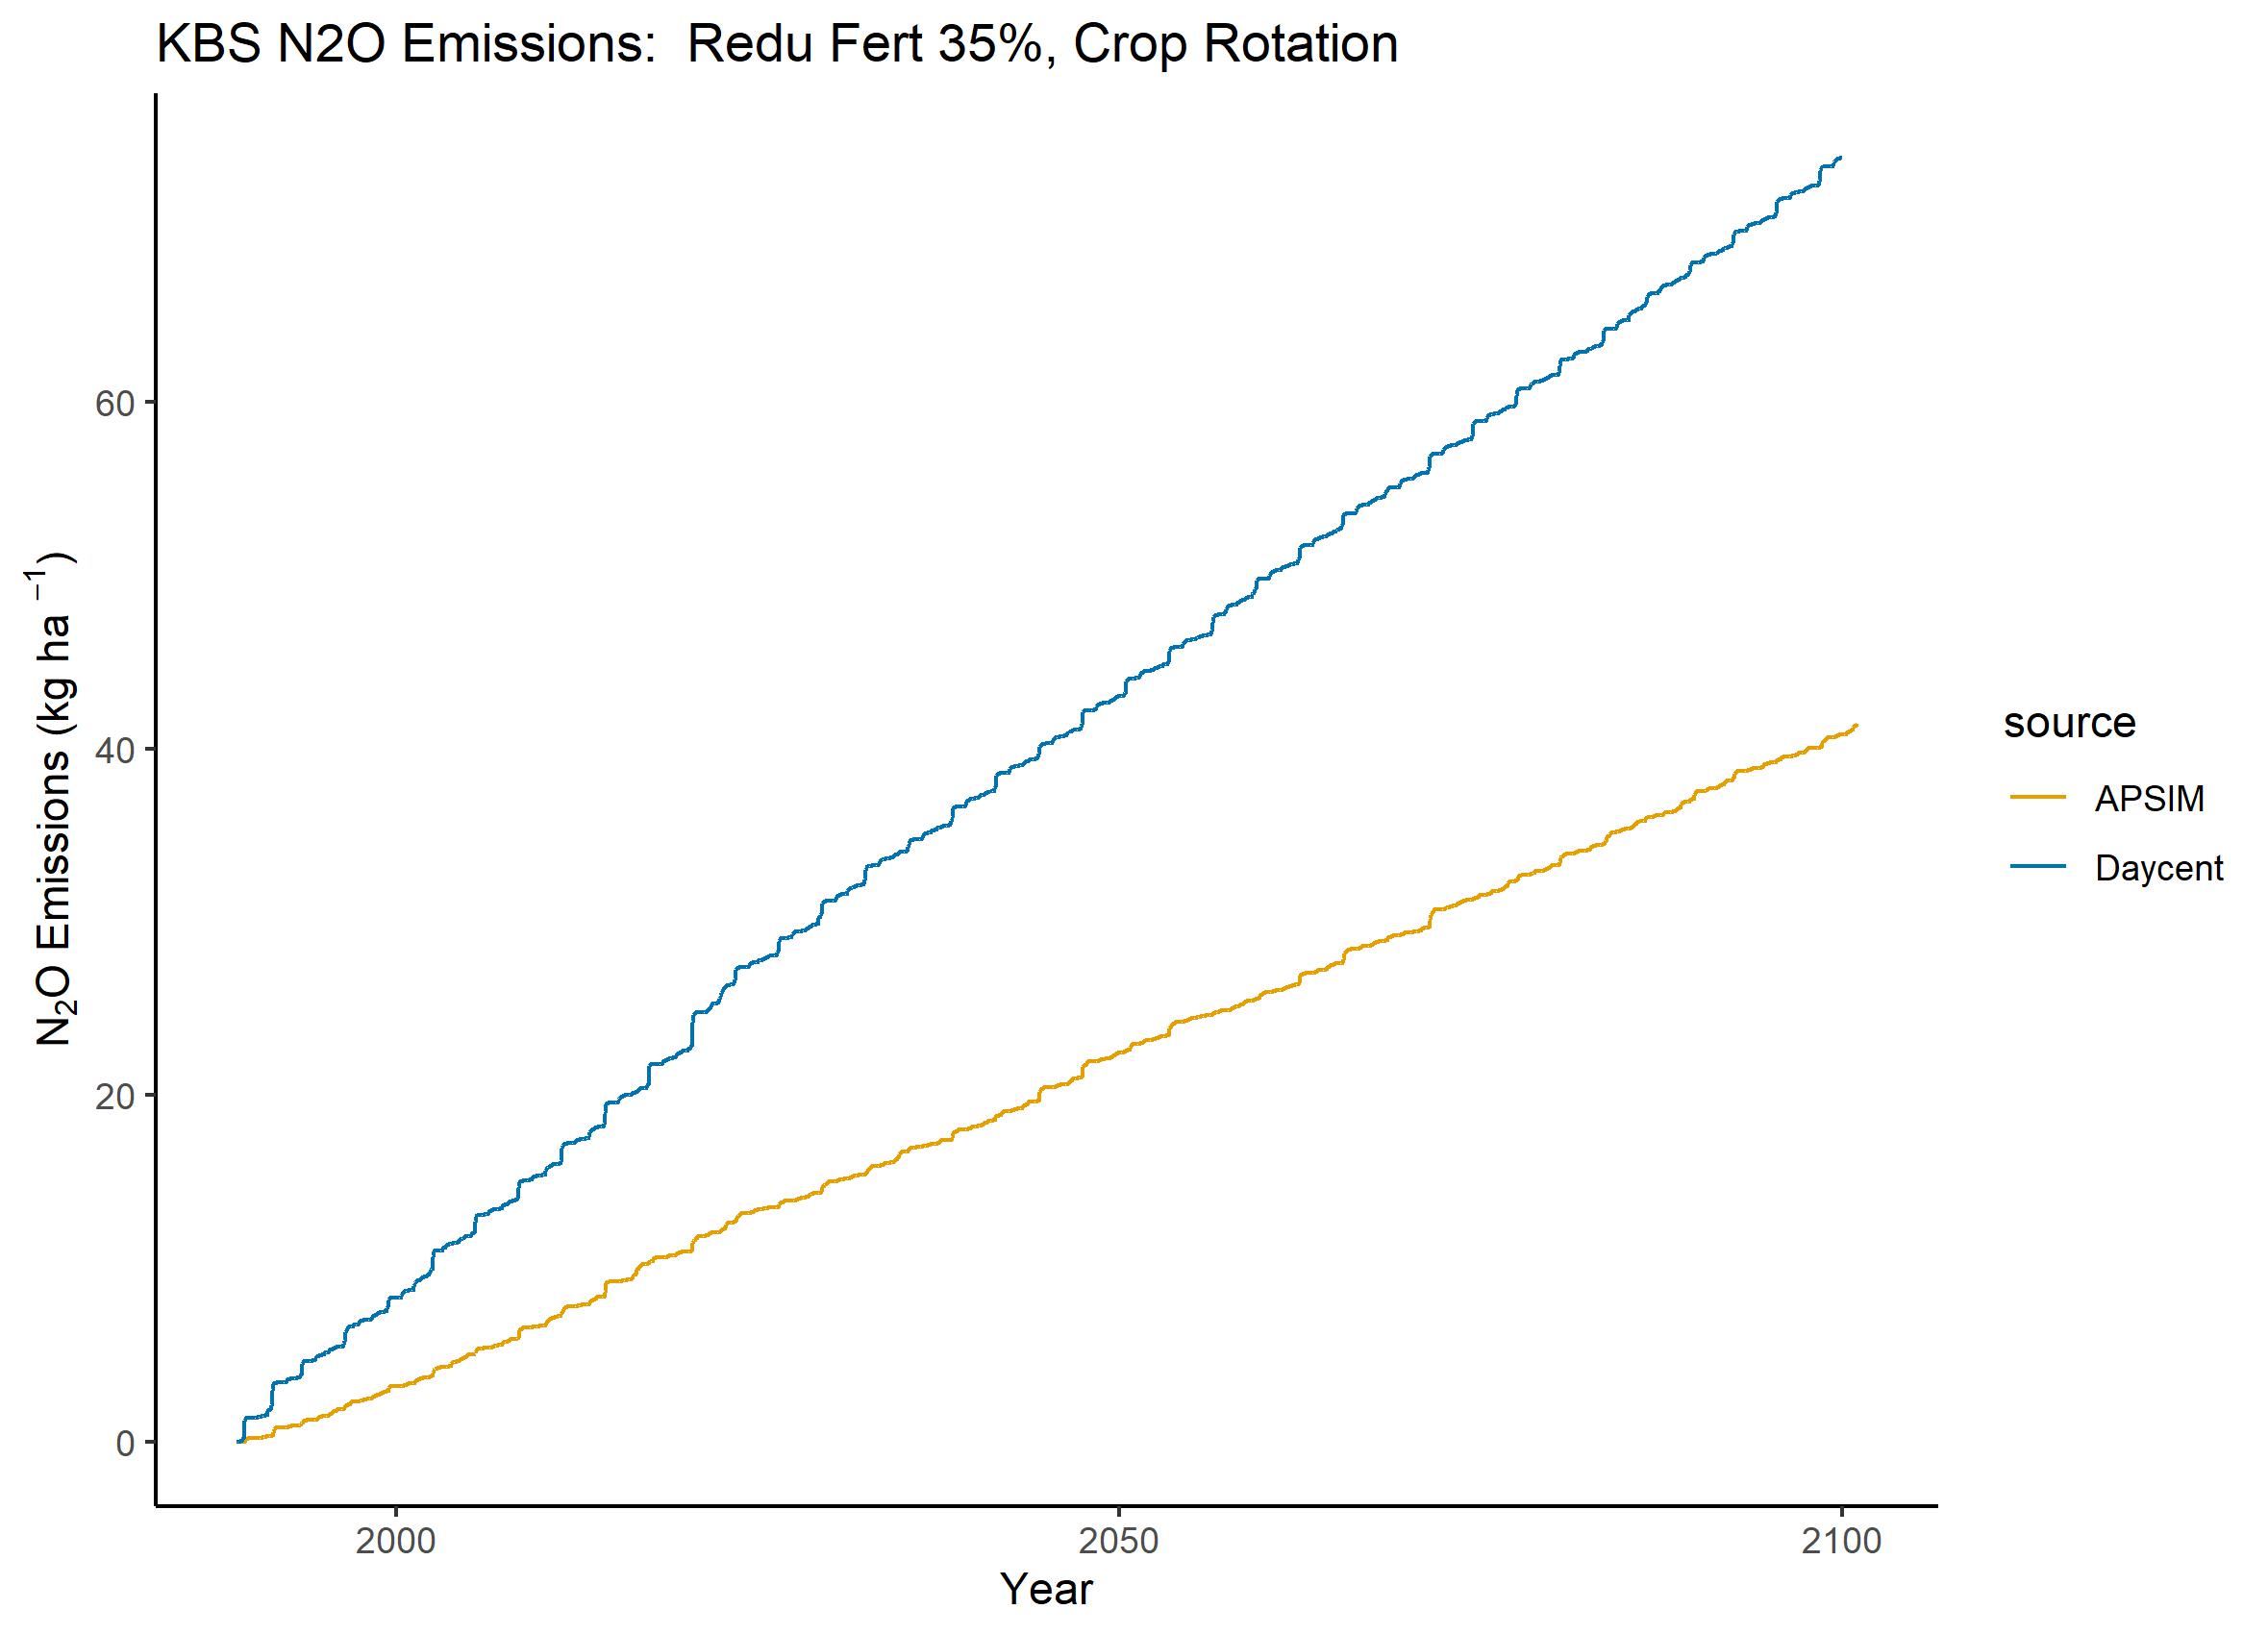 KBS N2O Emissions:  Redu Fert 35%, Crop Rotation
N₂O Emissions (kg ha ⁻¹)
60
40
20
0
2000
2050
2100
Year
source
APSIM
Daycent